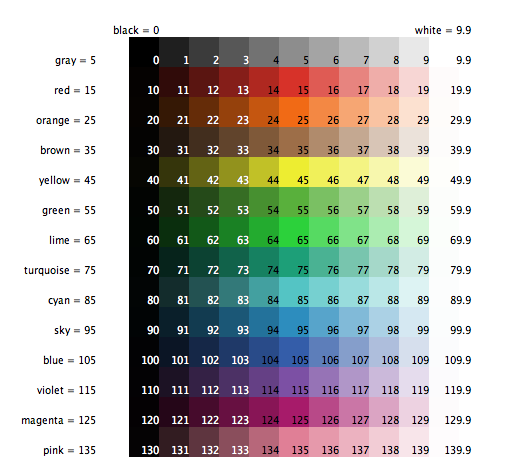 black = 0 white = 9.9
gray = 5 0 1 2 3 4 5 6 7 8 9 9.9
red = 15 10 11 12 13 14 15 16 17 18 19 19.9
orange = 25 20 21 22 23 24 25 26 27 28 29 29.9
brown = 35 30 31 32 33 34 35 36 37 38 39 39.9
yellow = 45 40 41 42 43 44 45 46 47 48 49 49.9
green = 55 50 51 52 53 54 55 56 57 58 59 59.9
lime = 65 60 61 62 63 64 65 66 67 68 69 69.9
turquoise = 75 70 71 72 73 74 75 76 77 78 79 79.9
cyan = 85 80 81 82 83 84 85 86 87 88 89 89.9
sky = 95 90 91 92 93 94 95 96 97 98 99 99.9
blue = 105 100 101 102 103 104 105 106 107 108 109 109.9
violet = 115 110 111 112 113 114 115 116 117 118 119 119.9
magenta = 125 120 121 122 123 124 125 126 127 128 129 129.9
pink = 135 130 131 132 133 134 135 136 137 138 139 139.9